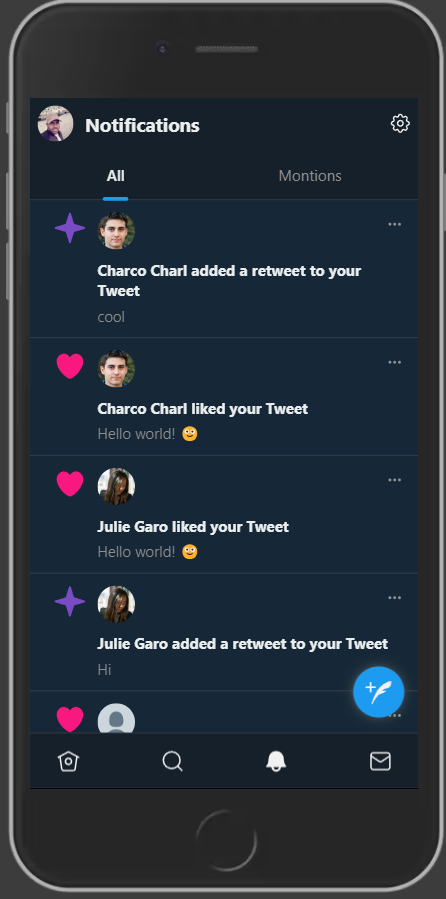 Notifications
All
Montions
Charco Charl added a retweet to your
Tweet
cool
Charco Charl liked your Tweet
Hello world! 🙂
Julie Garo liked your Tweet
Hello world! 🙂
Julie Garo added a retweet to your Tweet
Hi